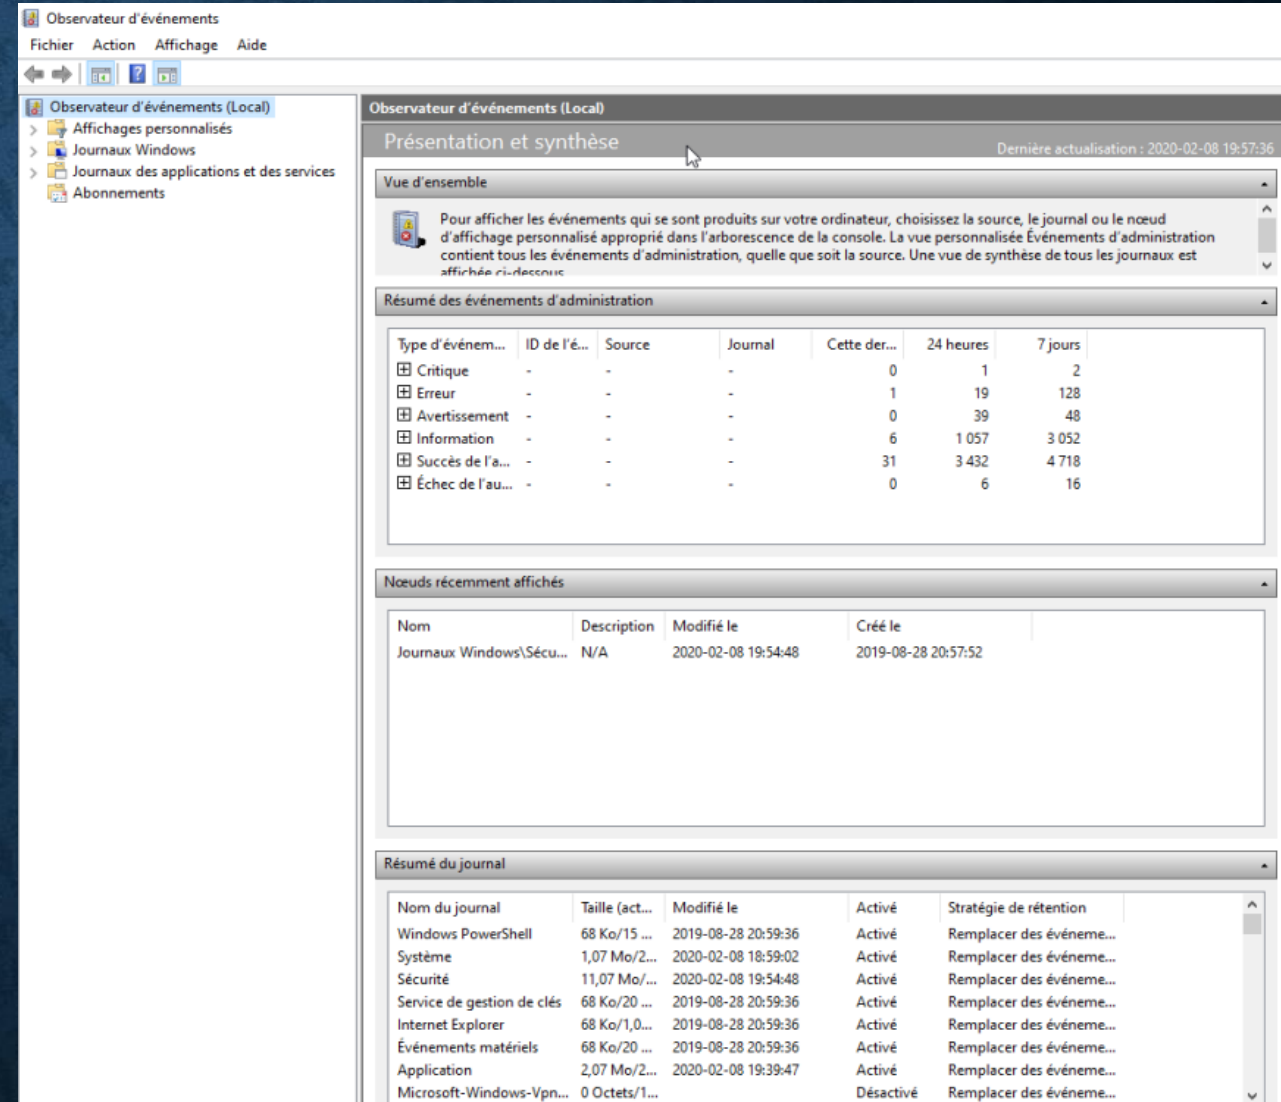 Observateur d'événements
Fichier Action Affichage Aide
Observateur d'événements (Local)
Affichages personnalisés
Journaux Windows
Journaux des applications et des services
Abonnements
Observateur d'événements (Local)
Présentation et synthèse
Dernière actualisation : 2020-02-08 19:57:36
Vue d'ensemble
Pour afficher les événements qui se sont produits sur votre ordinateur, choisissez la source, le journal ou le nœud
d'affichage personnalisé approprié dans l'arborescence de la console. La vue personnalisée Événements d'administration
contient tous les événements d'administration, quelle que soit la source. Une vue de synthèse de tous les journaux est
affichée ci-dessous
Résumé des événements d'administration
Type d'événem... ID de l'é... Source Journal Cette der... 24 heures 7 jours
Critique - - - 0 1 2
Erreur - - - 1 19 128
Avertissement - - - 0 39 48
Information - - - 6 1 057 3 052
Succès de l'a... - - - 31 3 432 4 718
Échec de l'au... - - - 0 6 16
Nœuds récemment affichés
Nom Description Modifié le Créé le
Journaux Windows\Sécu... N/A 2020-02-08 19:54:48 2019-08-28 20:57:52
Résumé du journal
Nom du journal Taille (act... Modifié le Activé Stratégie de rétention
Windows PowerShell 68 Ko/15 ... 2019-08-28 20:59:36 Activé Remplacer des événeme...
Système 1,07 Mo/2... 2020-02-08 18:59:02 Activé Remplacer des événeme...
Sécurité 11,07 Mo/... 2020-02-08 19:54:48 Activé Remplacer des événeme...
Service de gestion de clés 68 Ko/20 ... 2019-08-28 20:59:36 Activé Remplacer des événeme...
Internet Explorer 68 Ko/1,0... 2019-08-28 20:59:36 Activé Remplacer des événeme...
Événements matériels 68 Ko/20 ... 2019-08-28 20:59:36 Activé Remplacer des événeme...
Application 2,07 Mo/2... 2020-02-08 19:39:47 Activé Remplacer des événeme...
Microsoft-Windows-Vpn... 0 Octets/1... Désactivé Remplacer des événeme...